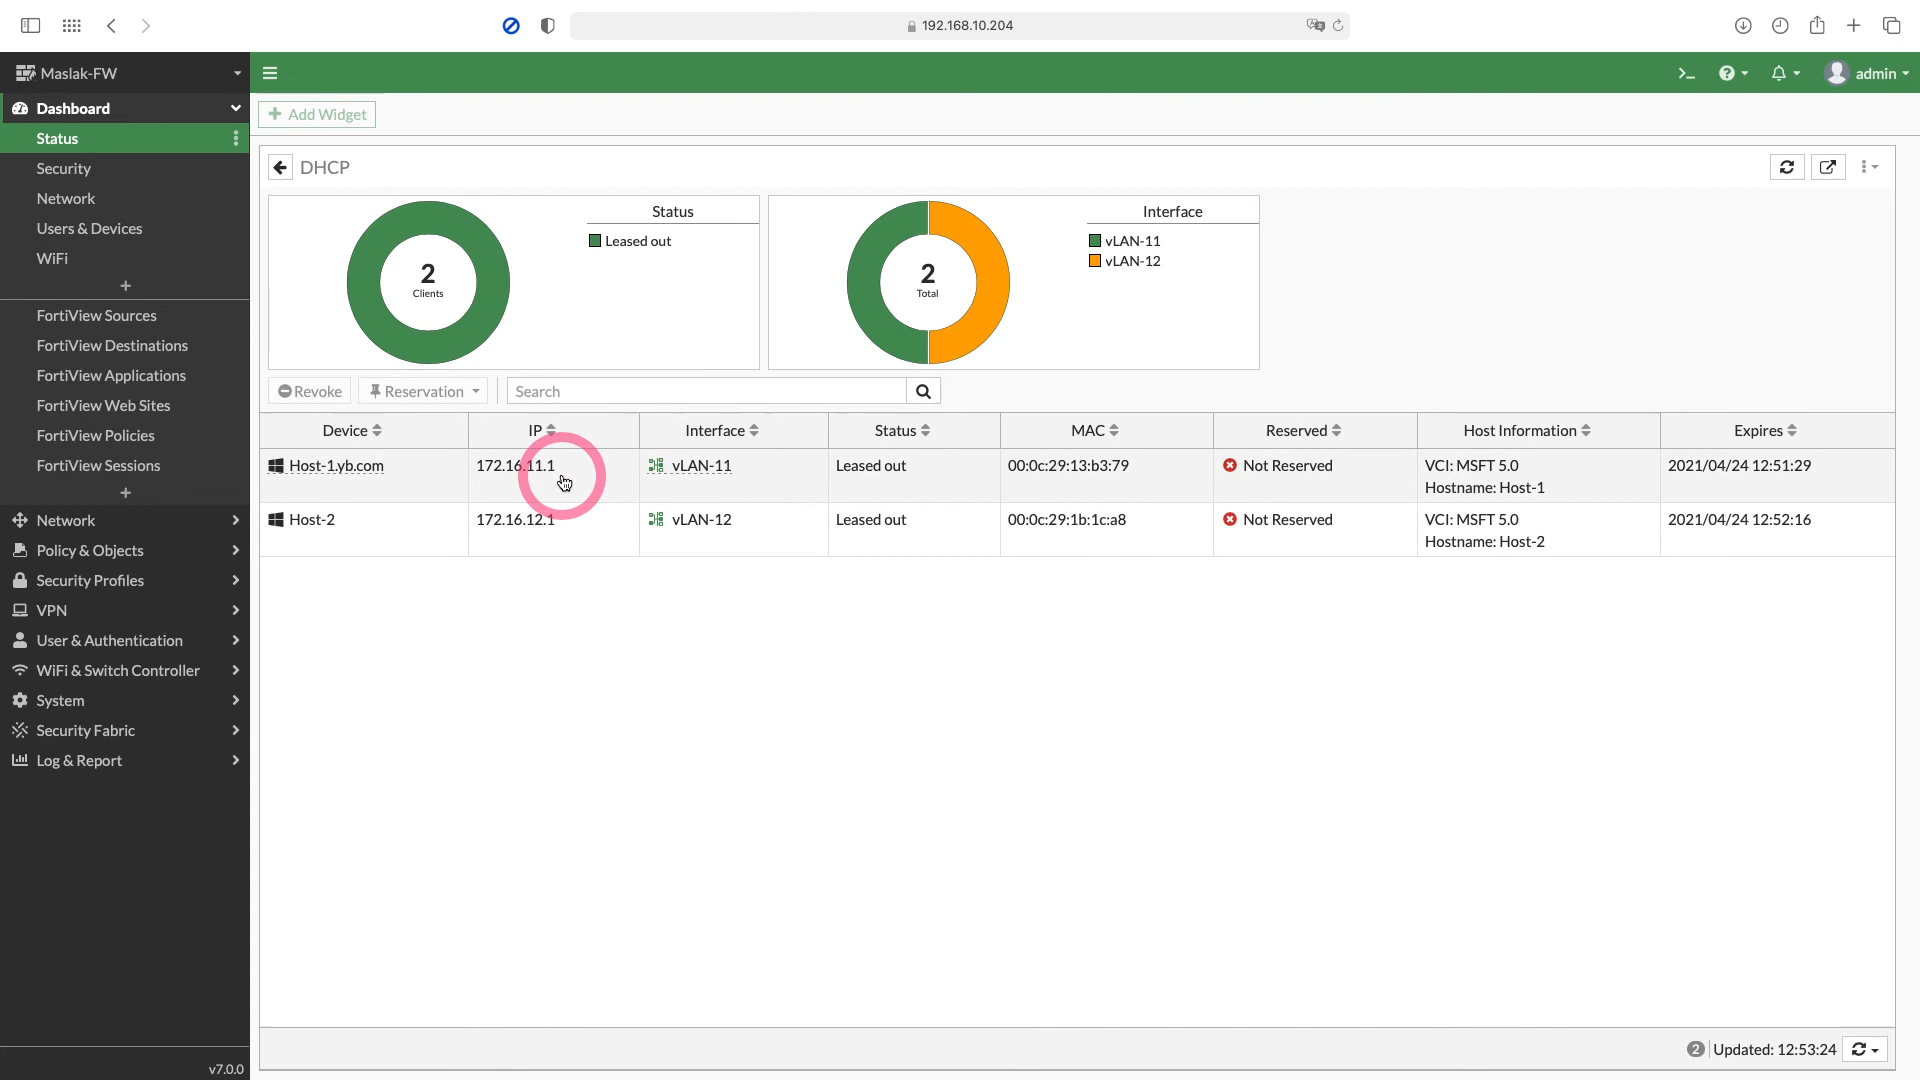 192.168.10.204
Maslak-FW
admin
Dashboard
Status
Security
Network
Users & Devices
WiFi
+
FortiView Sources
FortiView Destinations
FortiView Applications
FortiView Web Sites
FortiView Policies
FortiView Sessions
+
Network
Policy & Objects
Security Profiles
VPN
User & Authentication
WiFi & Switch Controller
System
Security Fabric
Log & Report
v7.0.0
+ Add Widget
DHCP
2
Clients
Status
Leased out
2
Total
Interface
vLAN-11
vLAN-12
Revoke Reservation Search
Device IP Interface Status MAC Reserved Host Information Expires
Host-1.yb.com 172.16.11.1 vLAN-11 Leased out 00:0c:29:13:b3:79 Not Reserved VCI: MSFT 5.0 2021/04/24 12:51:29
Hostname: Host-1
Host-2 172.16.12.1 vLAN-12 Leased out 00:0c:29:1b:1c:a8 Not Reserved VCI: MSFT 5.0 2021/04/24 12:52:16
Hostname: Host-2
2 Updated: 12:53:24